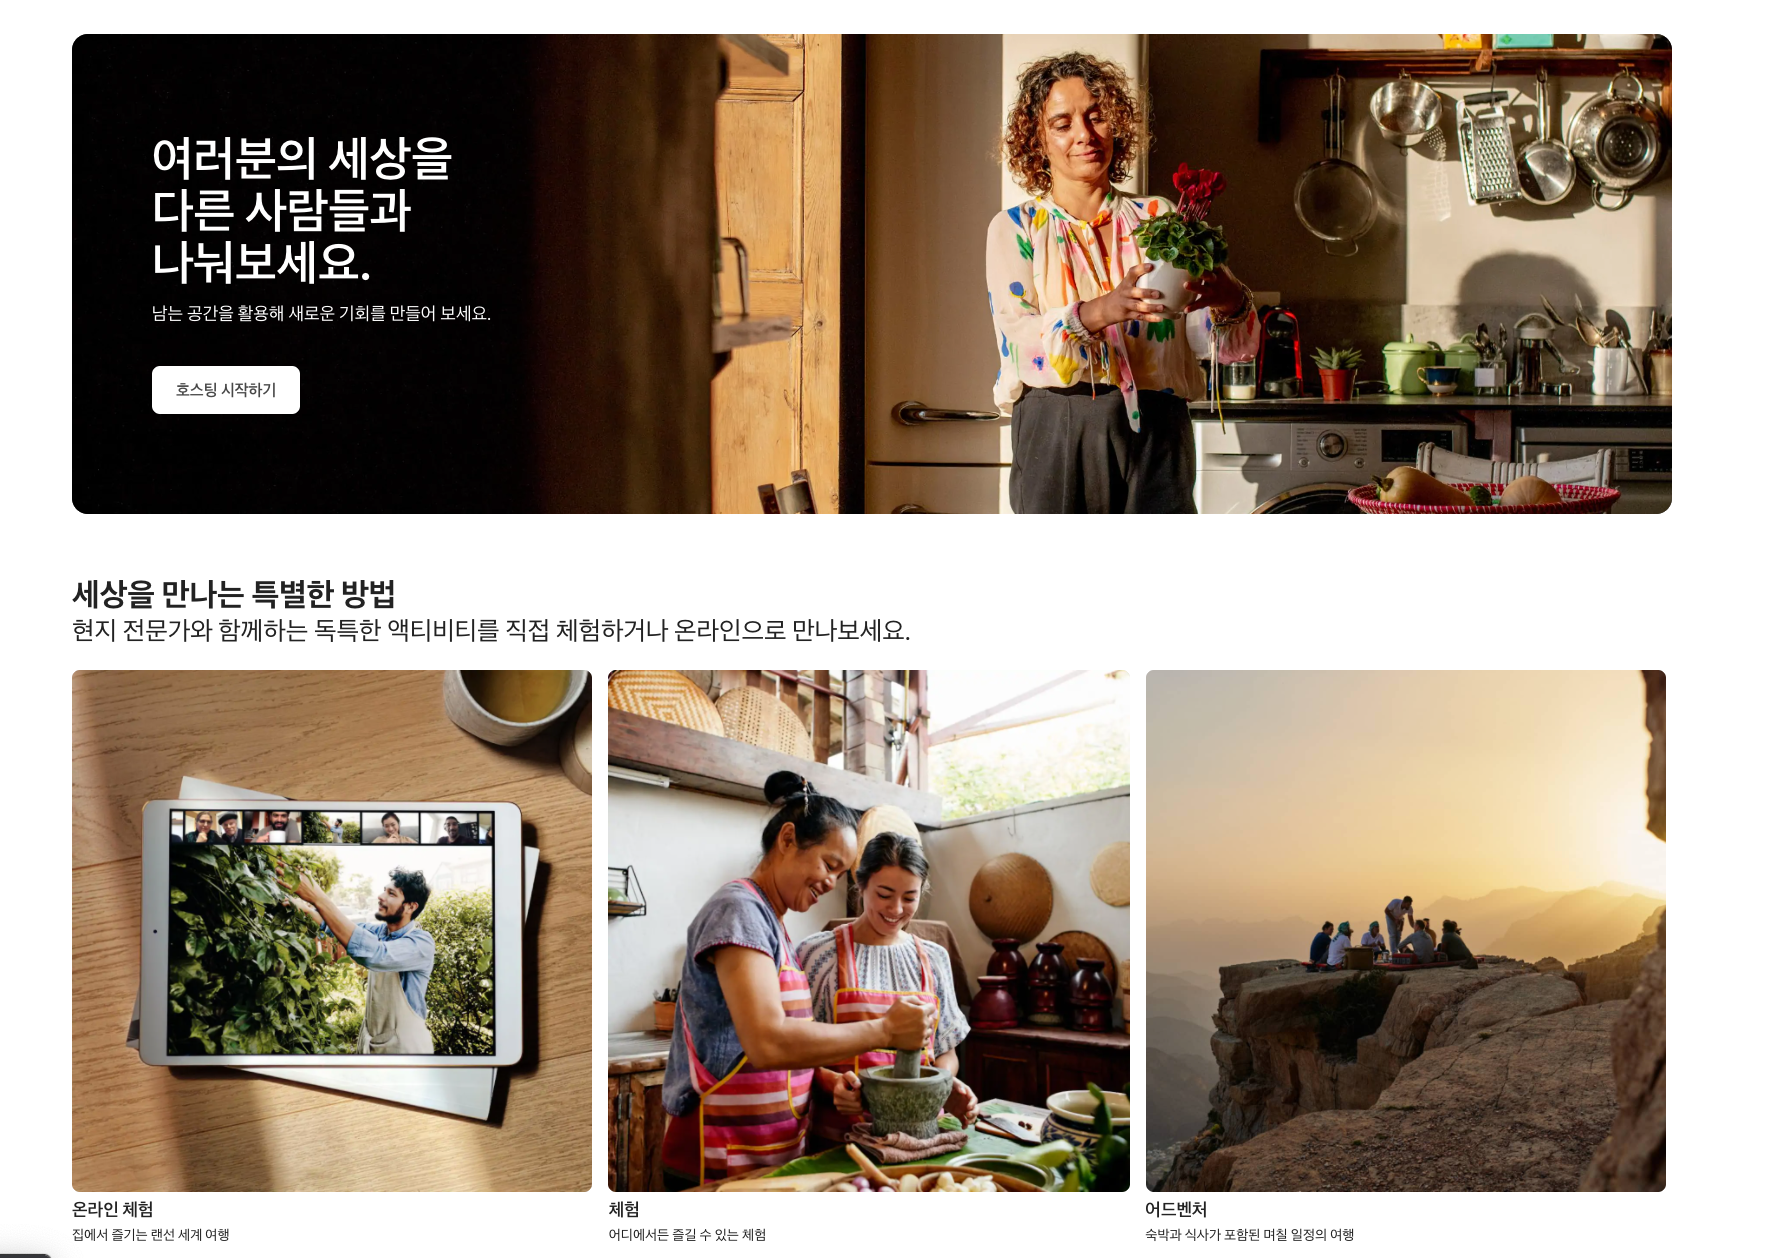 여러분의 세상을
다른 사람들과
나눠보세요.
남는 공간을 활용해 새로운 기회를 만들어 보세요.
호스팅 시작하기
세상을 만나는 특별한 방법
현지 전문가와 함께하는 독특한 액티비티를 직접 체험하거나 온라인으로 만나보세요.
온라인 체험
집에서 즐기는 랜선 세계 여행
체험
어디에서든 즐길 수 있는 체험
어드벤처
숙박과 식사가 포함된 며칠 일정의 여행